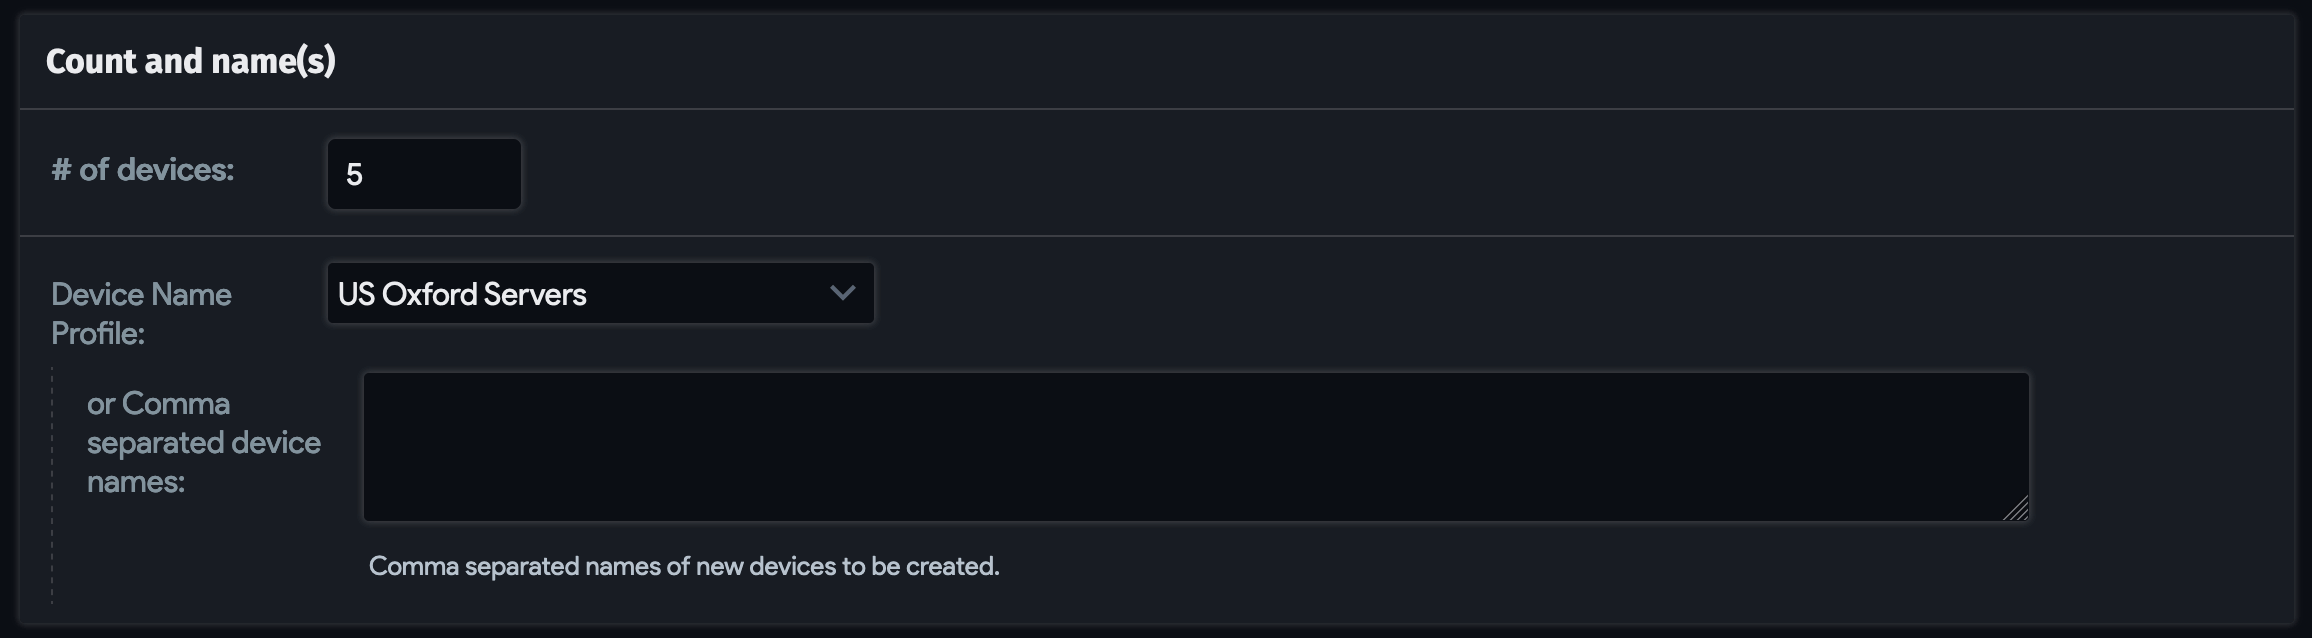 Count and name(s)
# of devices:
5
Device Name
Profile:
US Oxford Servers
or Comma
separated device
names:
Comma separated names of new devices to be created.